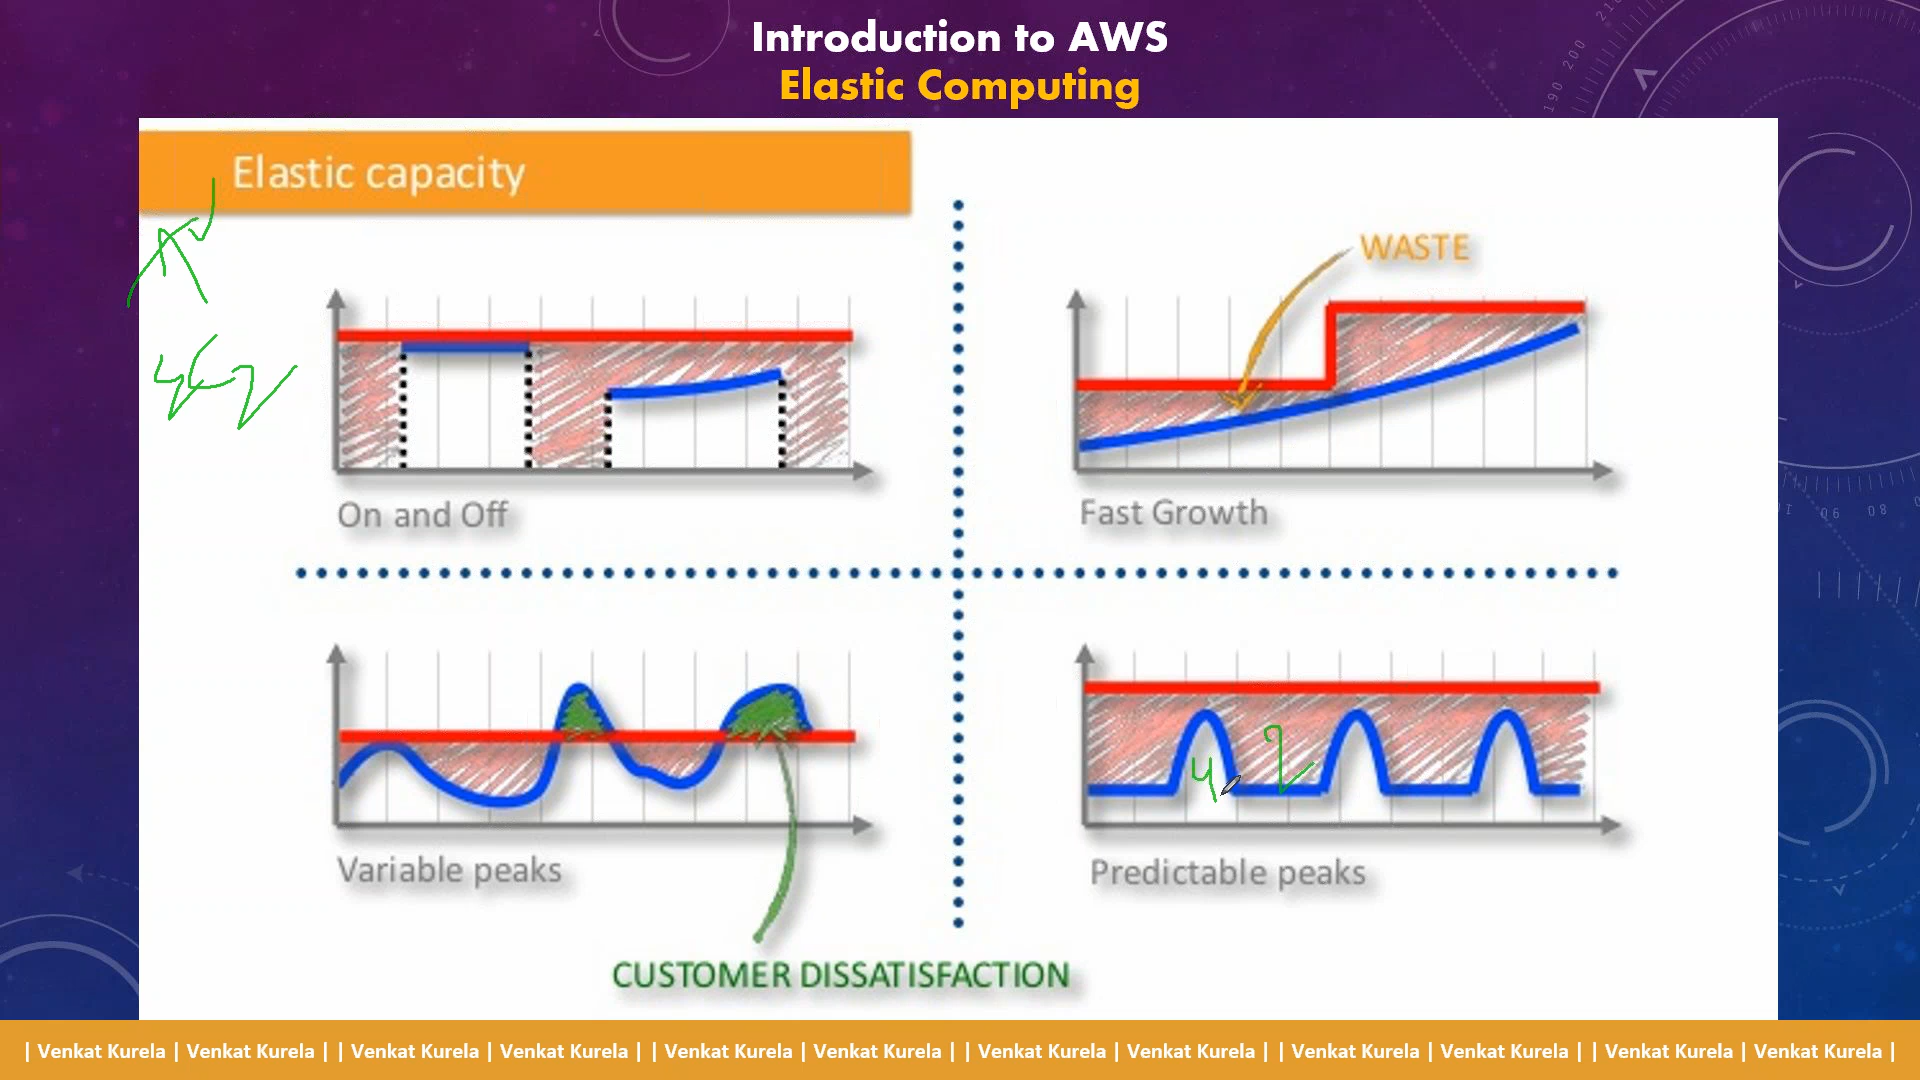 Introduction to AWS
Elastic Computing
Elastic capacity
WASTE
On and Off
Fast Growth
4
2
Variable peaks
Predictable peaks
CUSTOMER DISSATISFACTION
| Venkat Kurela | Venkat Kurela | | Venkat Kurela | Venkat Kurela | | Venkat Kurela | Venkat Kurela | | Venkat Kurela | Venkat Kurela | | Venkat Kurela | Venkat Kurela | | Venkat Kurela | Venkat Kurela |